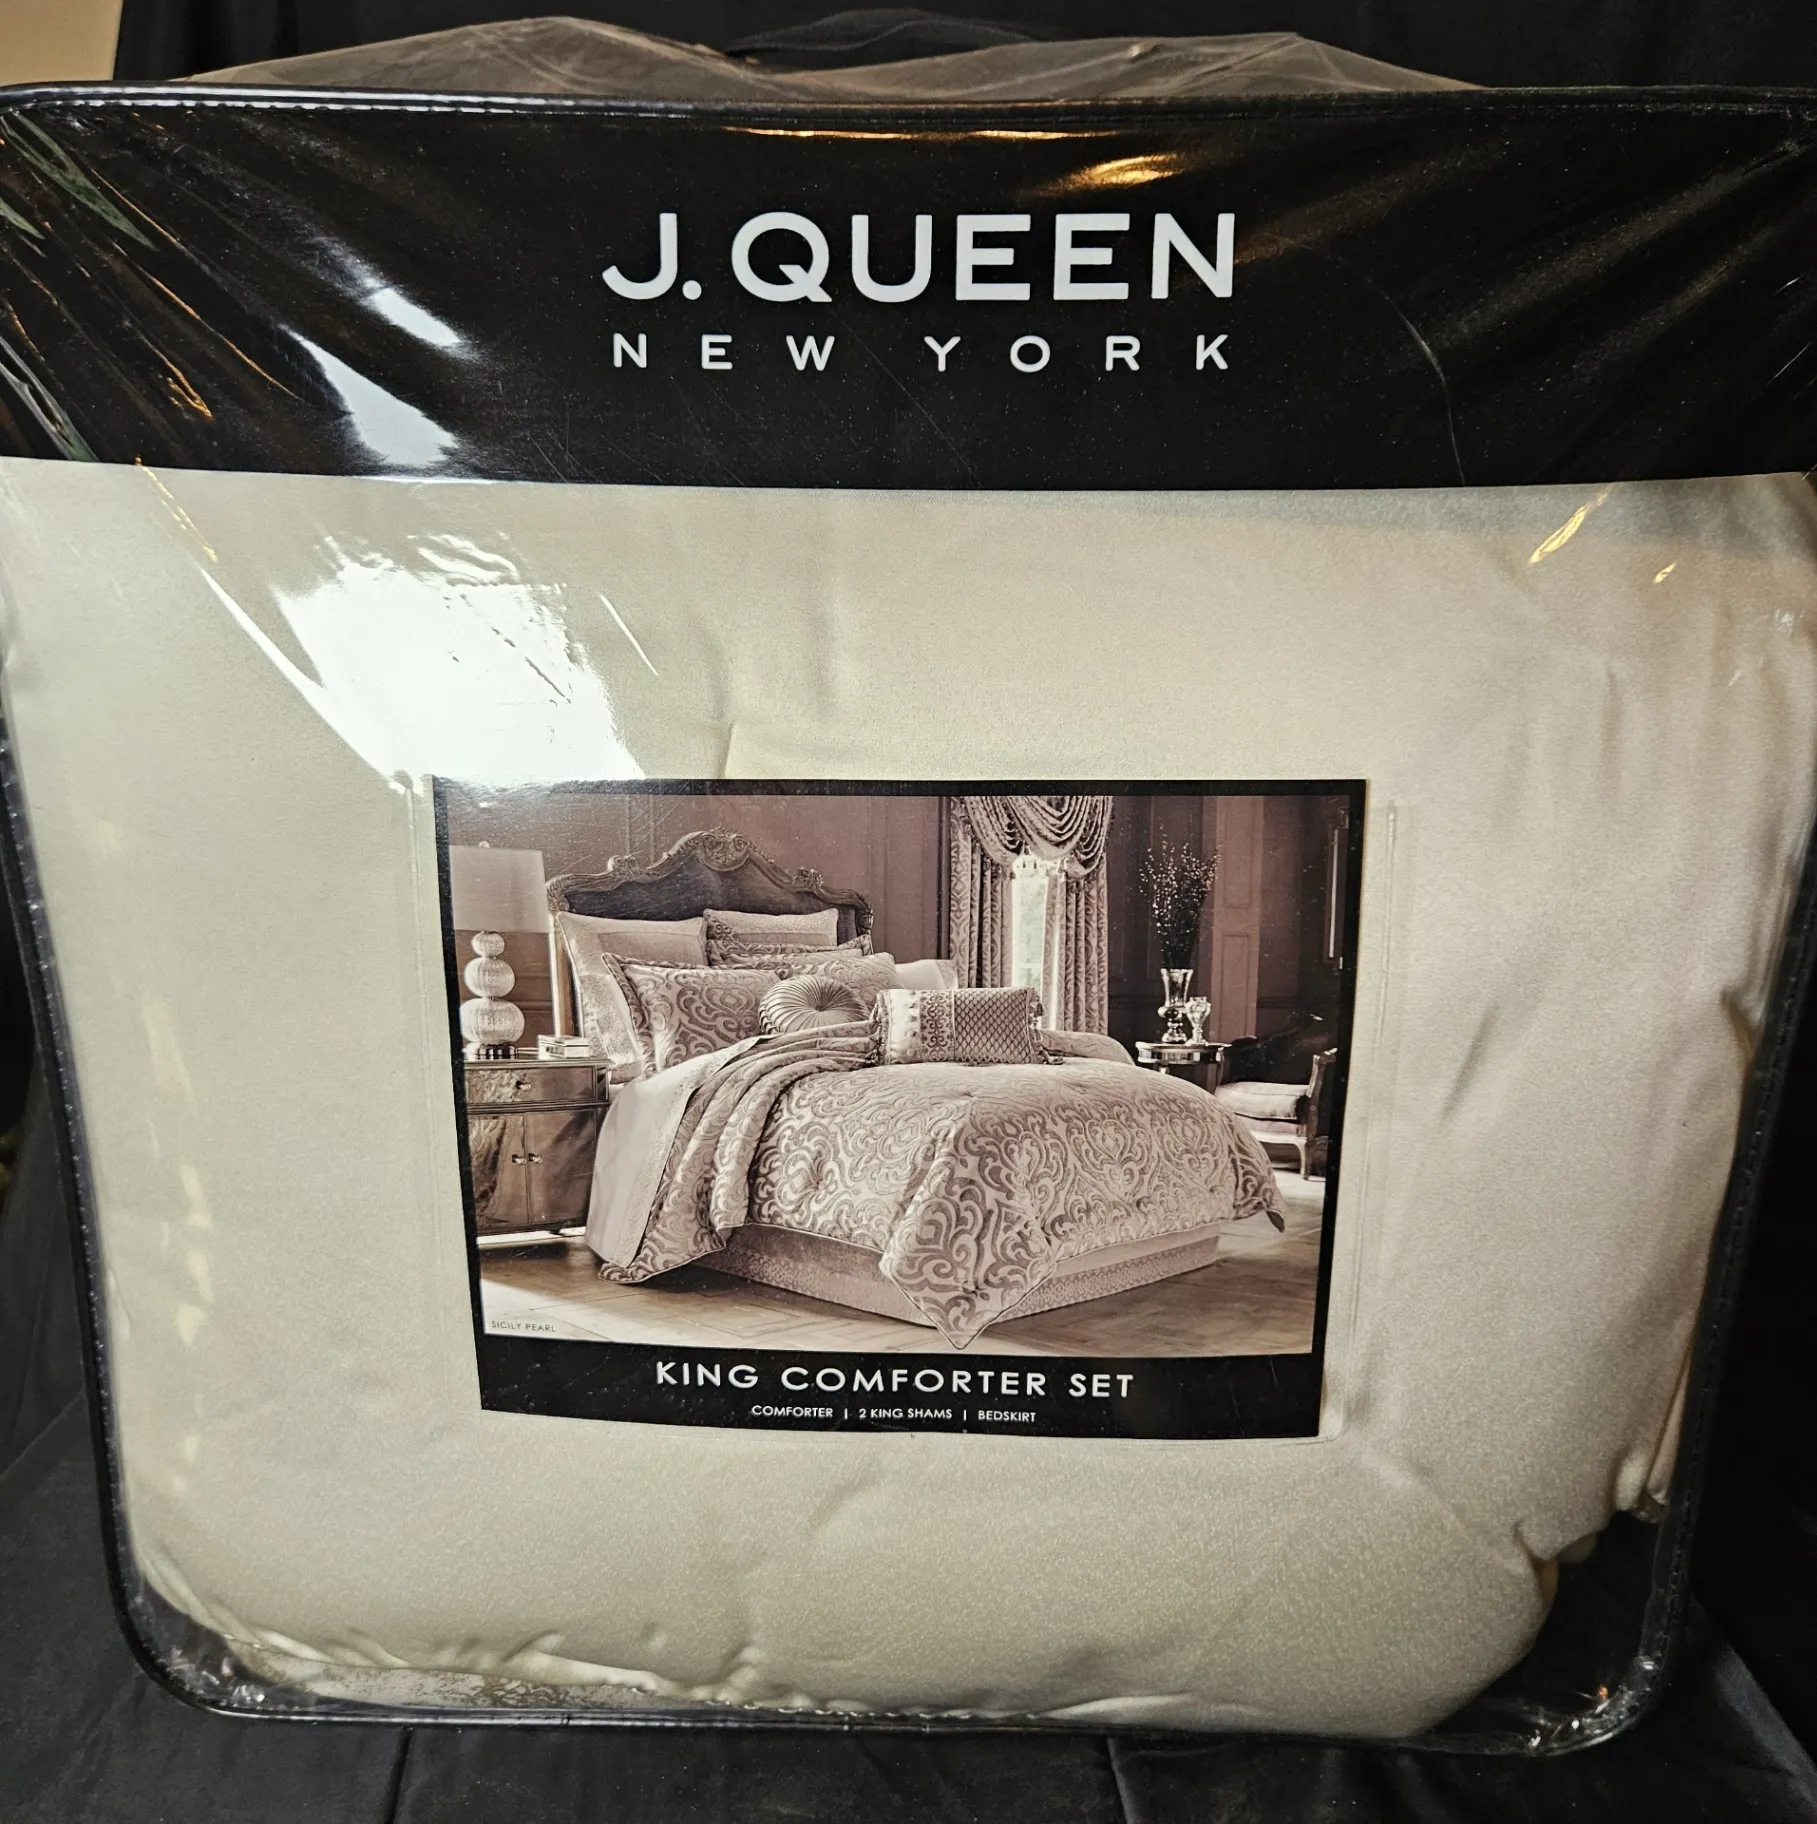 J.QUEEN
NEW YORK
SICILY PEARL
KING COMFORTER SET
COMFORTER | 2 KING SHAMS | BEDSKIRT